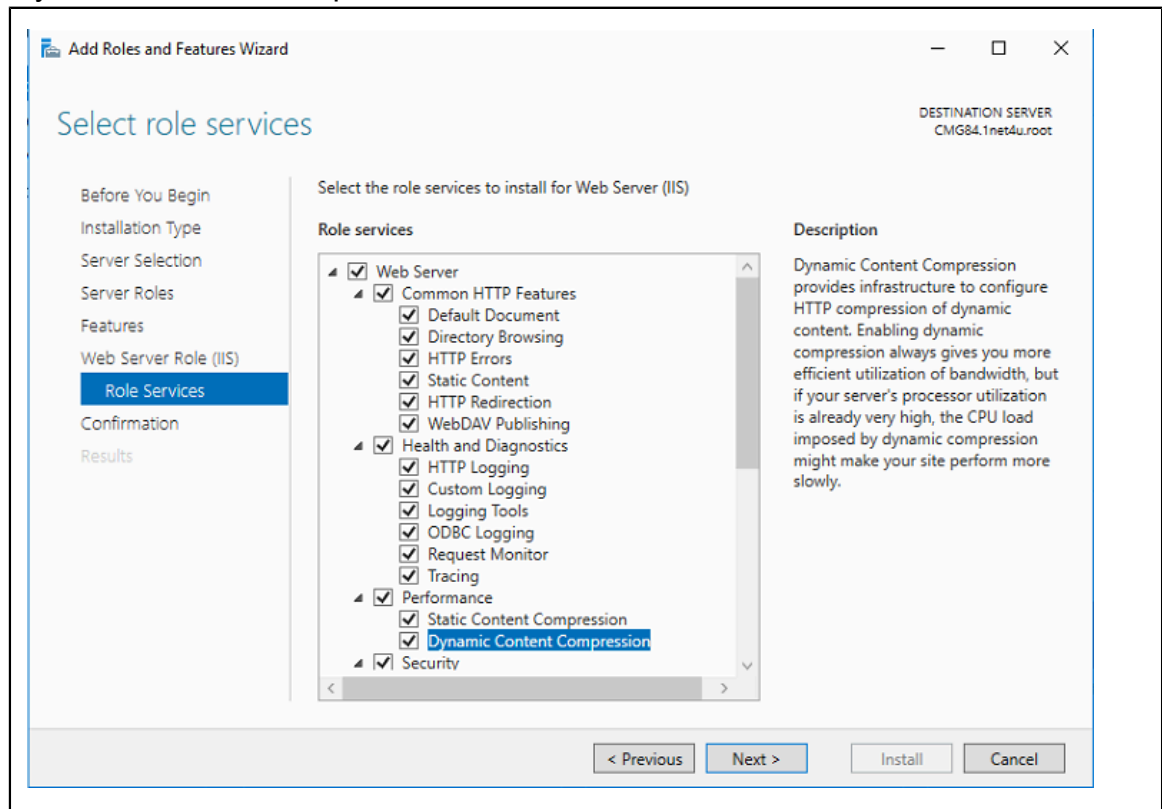 Add Roles and Features Wizard
Select role services
DESTINATION SERVER
CMG84.1net4u.root
Before You Begin
Installation Type
Server Selection
Server Roles
Features
Web Server Role (IIS)
Role Services
Confirmation
Results
Select the role services to install for Web Server (IIS)
Role services
Web Server
Common HTTP Features
Default Document
Directory Browsing
HTTP Errors
Static Content
HTTP Redirection
WebDAV Publishing
Health and Diagnostics
HTTP Logging
Custom Logging
Logging Tools
ODBC Logging
Request Monitor
Tracing
Performance
Static Content Compression
Dynamic Content Compression
Security
Description
Dynamic Content Compression
provides infrastructure to configure
HTTP compression of dynamic
content. Enabling dynamic
compression always gives you more
efficient utilization of bandwidth, but
if your server's processor utilization
is already very high, the CPU load
imposed by dynamic compression
might make your site perform more
slowly.
< Previous
Next >
Install
Cancel